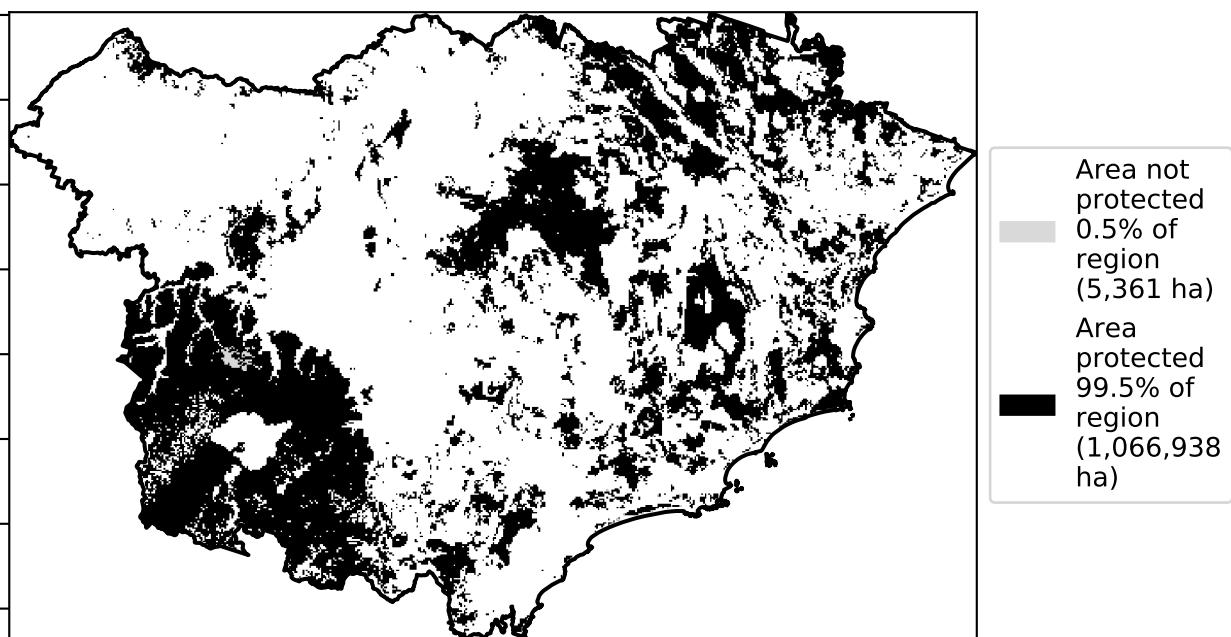 Area not
protected
0.5% of
region
(5,361 ha)
Area
protected
99.5% of
region
(1,066,938
ha)